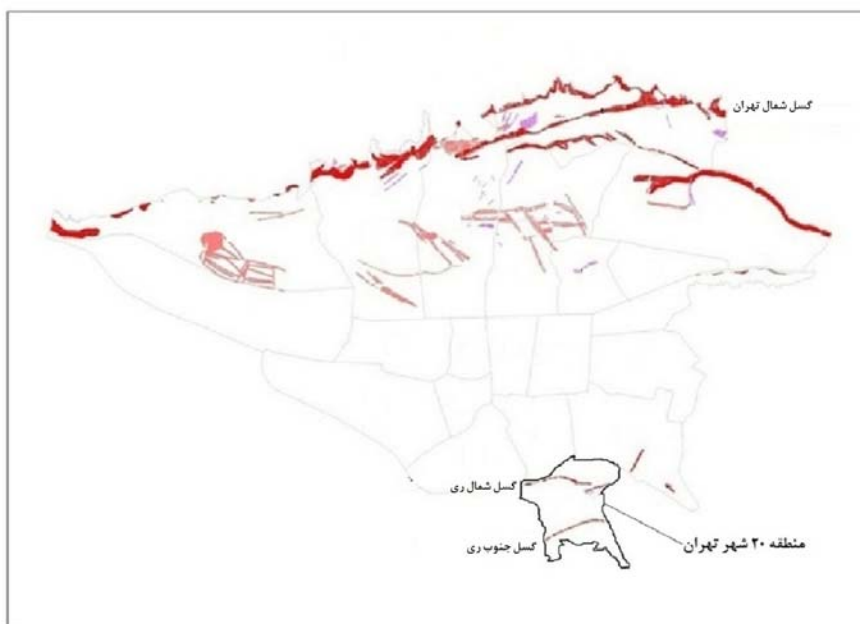 گسل شمال تهران
گسل شمال ری
منطقه ۲۰ شهر تهران
گسل جنوب ری